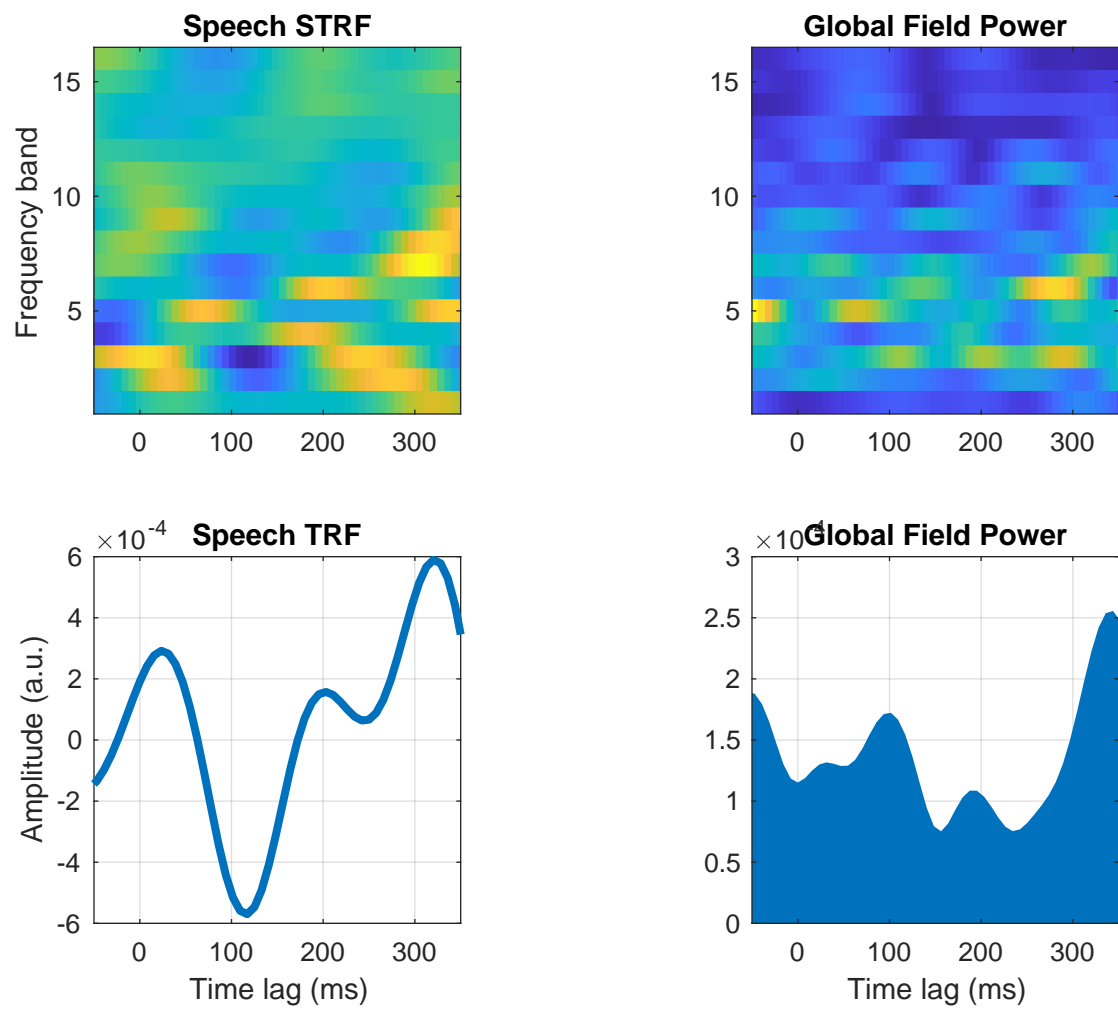 Speech STRF
Global Field Power
Frequency band
15
10
5
0 100 200 300
15
10
5
0 100 200 300
×10^-4
Speech TRF
×10^-4
Global Field Power
Amplitude (a.u.)
6
4
2
0
-2
-4
-6
0 100 200 300
Time lag (ms)
3
2.5
2
1.5
1
0.5
0
0 100 200 300
Time lag (ms)